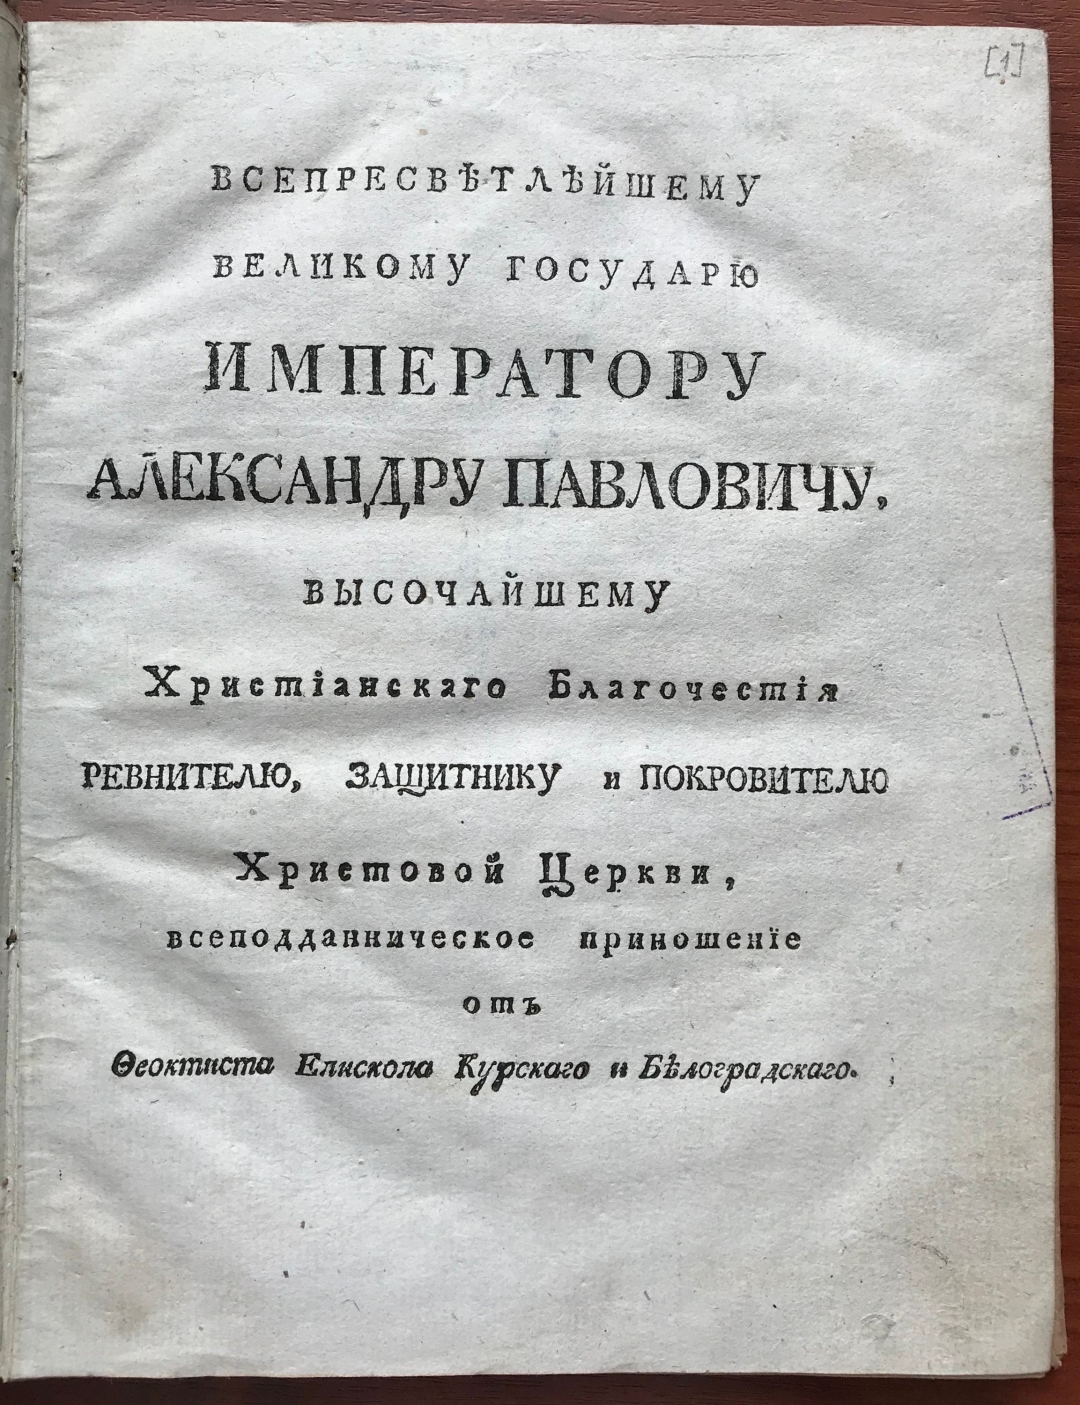 [1]
ВСЕПРЕСВѢТЛѢЙШЕМУ
ВЕЛИКОМУ ГОСУДАРЮ
ИМПЕРАТОРУ
АЛЕКСАНДРУ ПАВЛОВИЧУ,
ВЫСОЧАЙШЕМУ
Христіанскаго Благочестія
РЕВНИТЕЛЮ, ЗАЩИТНИКУ и ПОКРОВИТЕЛЮ
Христовой Церкви,
всеподданническое приношенїе
отъ
Ѳеоктиста Епископа Курскаго и Бѣлоградскаго.